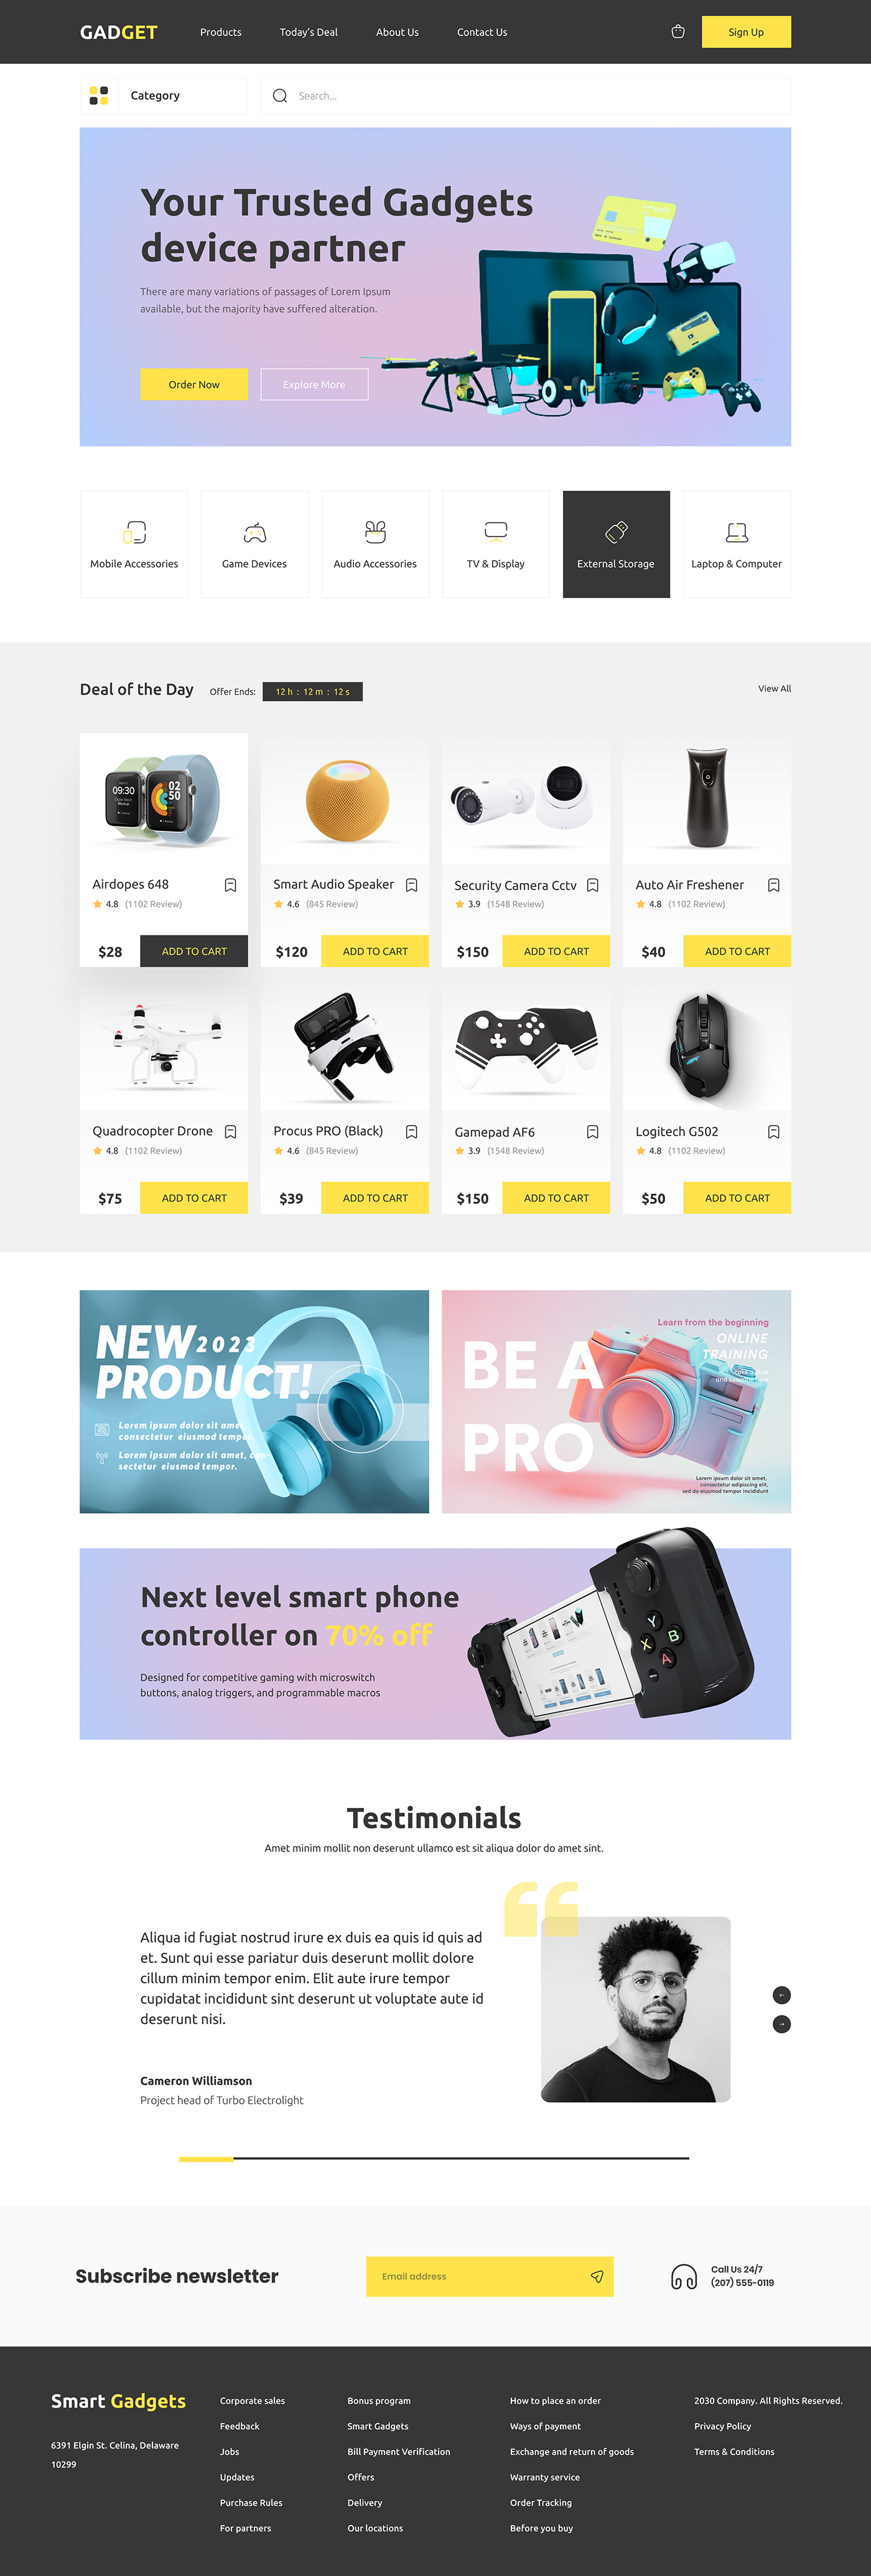 GADGET
Products
Today's Deal
About Us
Contact Us
Sign Up
Category
Search...
Your Trusted Gadgets
device partner
There are many variations of passages of Lorem Ipsum
available, but the majority have suffered alteration.
Order Now
Explore More
Mobile Accessories
Game Devices
Audio Accessories
TV & Display
External Storage
Laptop & Computer
Deal of the Day
Offer Ends:
12 h : 12 m : 12 s
View All
09:30
02
50
Airdopes 648
4.8 (1102 Review)
$28
ADD TO CART
Smart Audio Speaker
4.6 (845 Review)
$120
ADD TO CART
Security Camera Cctv
3.9 (1548 Review)
$150
ADD TO CART
Auto Air Freshener
4.8 (1102 Review)
$40
ADD TO CART
Quadrocopter Drone
4.8 (1102 Review)
$75
ADD TO CART
Procus PRO (Black)
4.6 (845 Review)
$39
ADD TO CART
Gamepad AF6
3.9 (1548 Review)
$150
ADD TO CART
Logitech G502
4.8 (1102 Review)
$50
ADD TO CART
NEW 2023
PRODUCT!
Lorem ipsum dolor sit amet,
consectetur eiusmod tempor.
Lorem ipsum dolor sit amet, con-
sectetur eiusmod tempor.
Learn from the beginning
ONLINE
TRAINING
BE A
PRO
Lorem ipsum dolor sit amet,
consectetur adipiscing elit,
sed do eiusmod tempor incididunt
Next level smart phone
controller on 70% off
Designed for competitive gaming with microswitch
buttons, analog triggers, and programmable macros
Y
B
X
A
Testimonials
Amet minim mollit non deserunt ullamco est sit aliqua dolor do amet sint.
Aliqua id fugiat nostrud irure ex duis ea quis id quis ad
et. Sunt qui esse pariatur duis deserunt mollit dolore
cillum minim tempor enim. Elit aute irure tempor
cupidatat incididunt sint deserunt ut voluptate aute id
deserunt nisi.
Cameron Williamson
Project head of Turbo Electrolight
Subscribe newsletter
Email address
Call Us 24/7
(207) 555-0119
Smart Gadgets
6391 Elgin St. Celina, Delaware
10299
Corporate sales
Feedback
Jobs
Updates
Purchase Rules
For partners
Bonus program
Smart Gadgets
Bill Payment Verification
Offers
Delivery
Our locations
How to place an order
Ways of payment
Exchange and return of goods
Warranty service
Order Tracking
Before you buy
2030 Company. All Rights Reserved.
Privacy Policy
Terms & Conditions